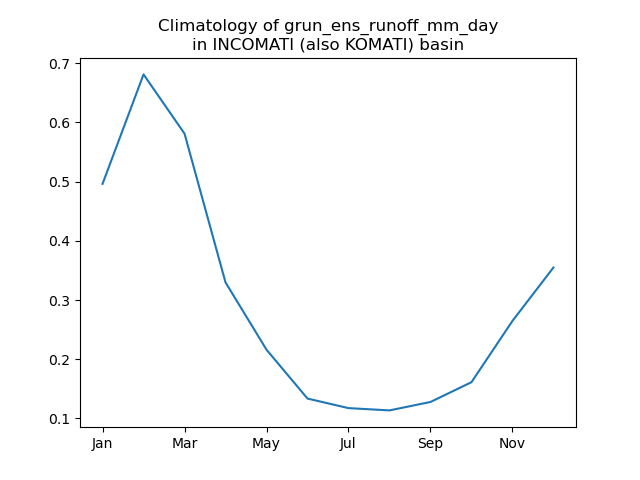 Climatology of grun_ens_runoff_mm_day
in INCOMATI (also KOMATI) basin
0.7
0.6
0.5
0.4
0.3
0.2
0.1
Jan Mar May Jul Sep Nov